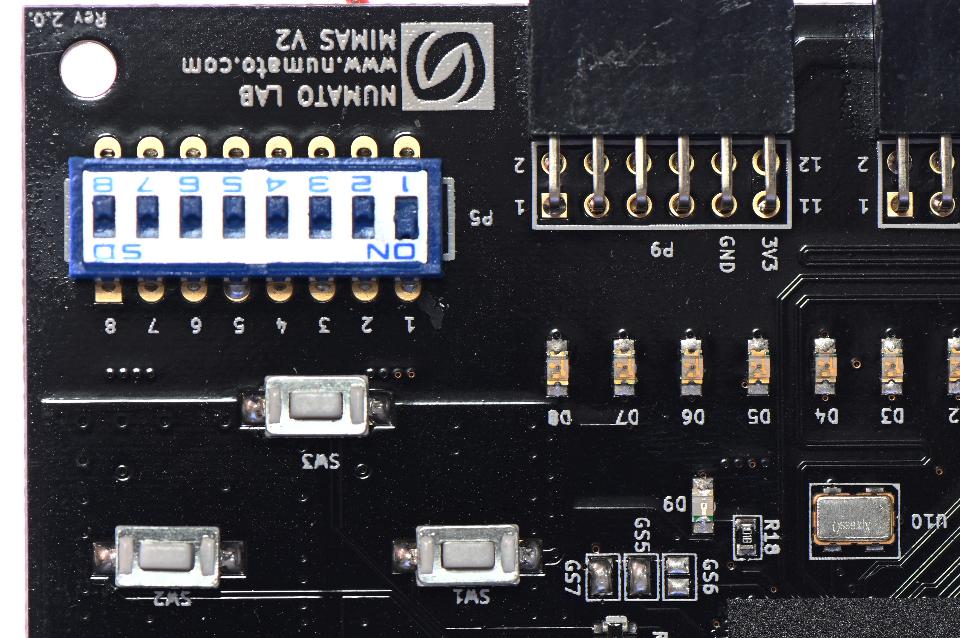 NUMATO LAB
www.numato.com
MIMAS V2
Rev 2.0.
1 2 3 4 5 6 7 8
ON SD
P5
1 2 3 4 5 6 7 8
2
12
1
11
P9
GND
3V3
2
1
D8
D7
D6
D5
D4
D3
SW3
D9
SW2
SW1
GS7
GS5
GS6
R18
U10